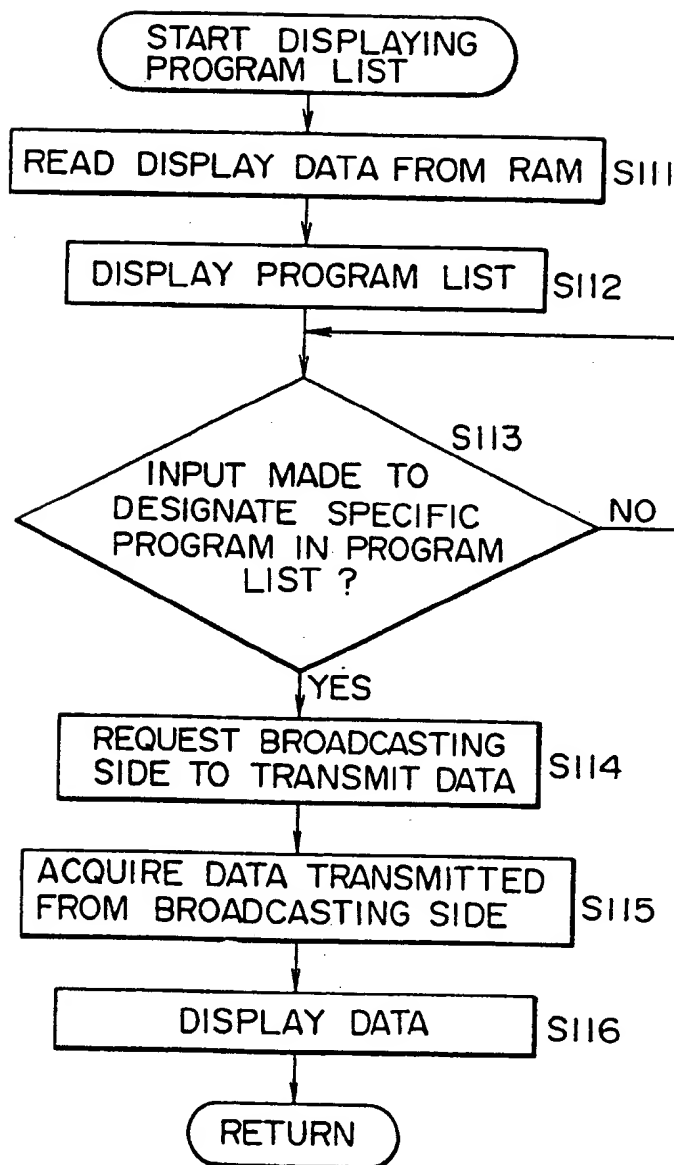 START DISPLAYING
PROGRAM LIST
READ DISPLAY DATA FROM RAM
S111
DISPLAY PROGRAM LIST
S112
S113
INPUT MADE TO
DESIGNATE SPECIFIC
PROGRAM IN PROGRAM
LIST ?
NO
YES
REQUEST BROADCASTING
SIDE TO TRANSMIT DATA
S114
ACQUIRE DATA TRANSMITTED
FROM BROADCASTING SIDE
S115
DISPLAY DATA
S116
RETURN